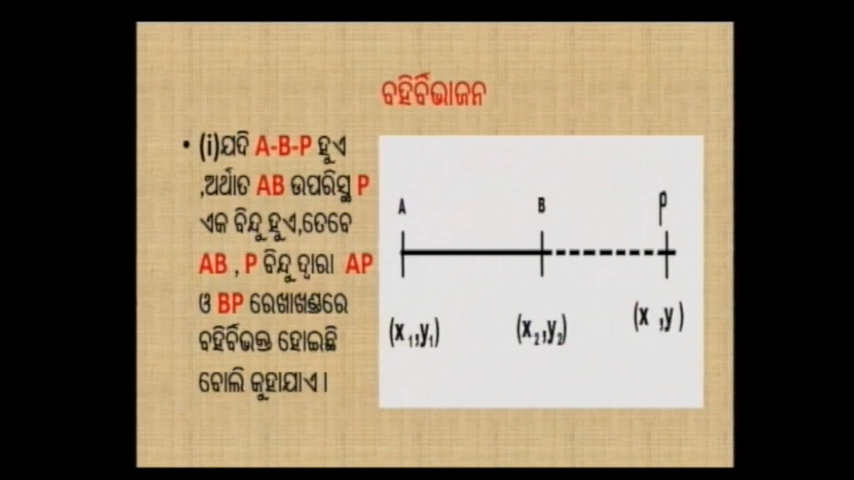 ବହିର୍ବିଭାଜନ
• (i)ଯଦି A-B-P ହୁଏ
,ଅର୍ଥାତ AB ଉପରିସ୍ଥ P
ଏକ ବିନ୍ଦୁ ହୁଏ,ତେବେ
AB , P ବିନ୍ଦୁ ଦ୍ୱାରା AP
ଓ BP ରେଖାଖଣ୍ଡରେ
ବହିର୍ବିଭକ୍ତ ହୋଇଛି
ବୋଲି କୁହାଯାଏ ।
A B P
(x₁,y₁) (x₂,y₂) (x ,y )